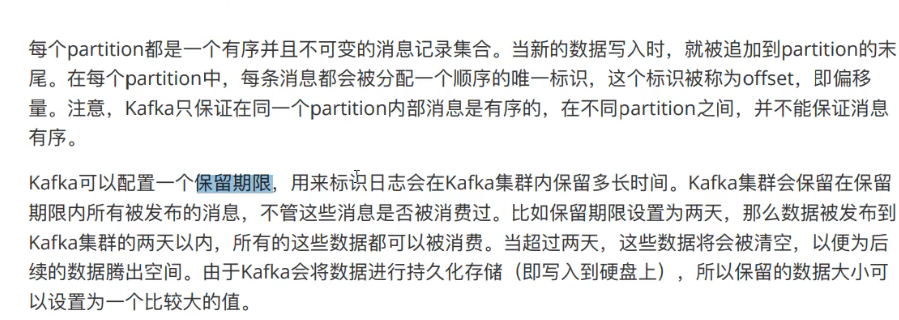 每个partition都是一个有序并且不可变的消息记录集合。当新的数据写入时，就被追加到partition的末
尾。在每个partition中，每条消息都会被分配一个顺序的唯一标识，这个标识被称为offset，即偏移
量。注意，Kafka只保证在同一个partition内部消息是有序的，在不同partition之间，并不能保证消息
有序。
Kafka可以配置一个保留期限，用来标识日志会在Kafka集群内保留多长时间。Kafka集群会保留在保留
期限内所有被发布的消息，不管这些消息是否被消费过。比如保留期限设置为两天，那么数据被发布到
Kafka集群的两天以内，所有的这些数据都可以被消费。当超过两天，这些数据将会被清空，以便为后
续的数据腾出空间。由于Kafka会将数据进行持久化存储（即写入到硬盘上），所以保留的数据大小可
以设置为一个比较大的值。